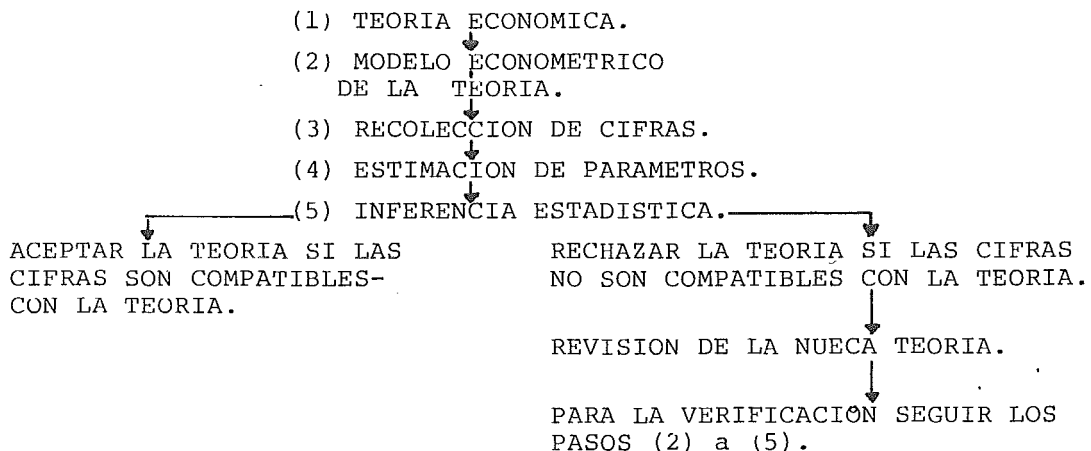 (1) TEORIA ECONOMICA.
(2) MODELO ECONOMETRICO
DE LA TEORIA.
(3) RECOLECCION DE CIFRAS.
(4) ESTIMACION DE PARAMETROS.
(5) INFERENCIA ESTADISTICA.
ACEPTAR LA TEORIA SI LAS
CIFRAS SON COMPATIBLES-
CON LA TEORIA.
RECHAZAR LA TEORIA SI LAS CIFRAS
NO SON COMPATIBLES CON LA TEORIA.
REVISION DE LA NUECA TEORIA.
PARA LA VERIFICACION SEGUIR LOS
PASOS (2) a (5).